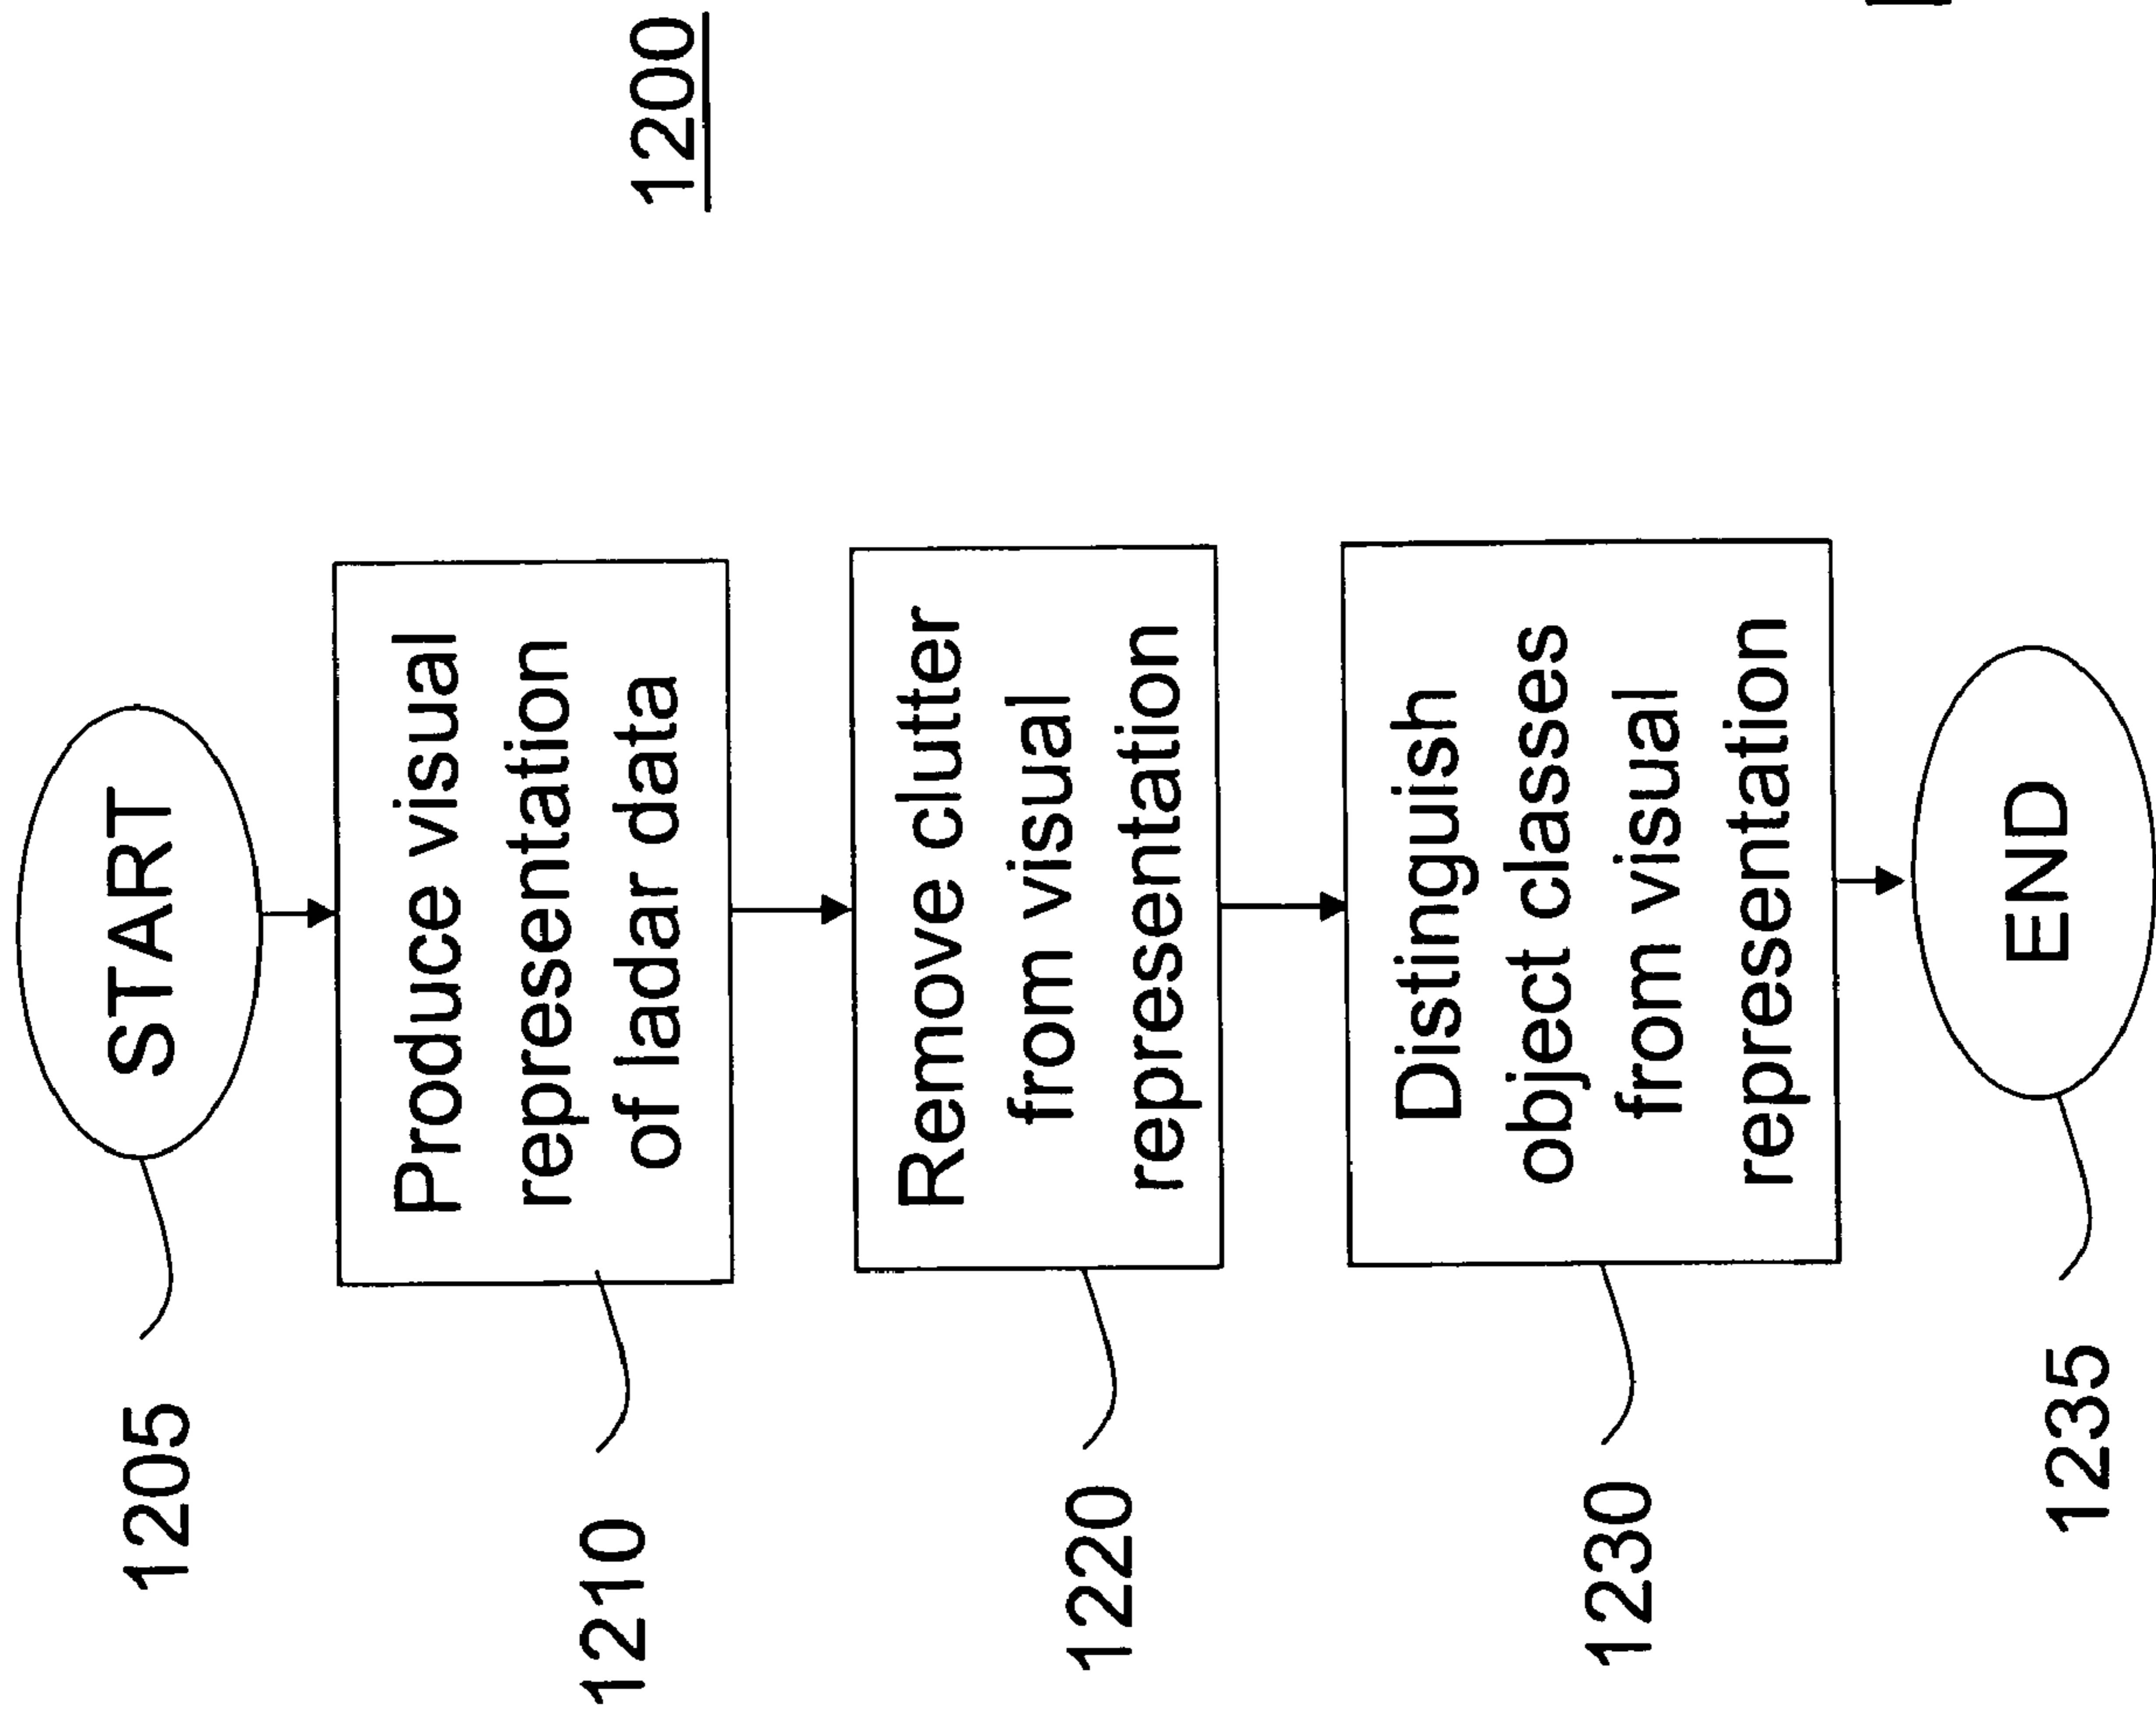 1200
START
1205
Produce visual
representation
of ladar data
1210
Remove clutter
from visual
representation
1220
Distinguish
object classes
from visual
representation
1230
END
1235